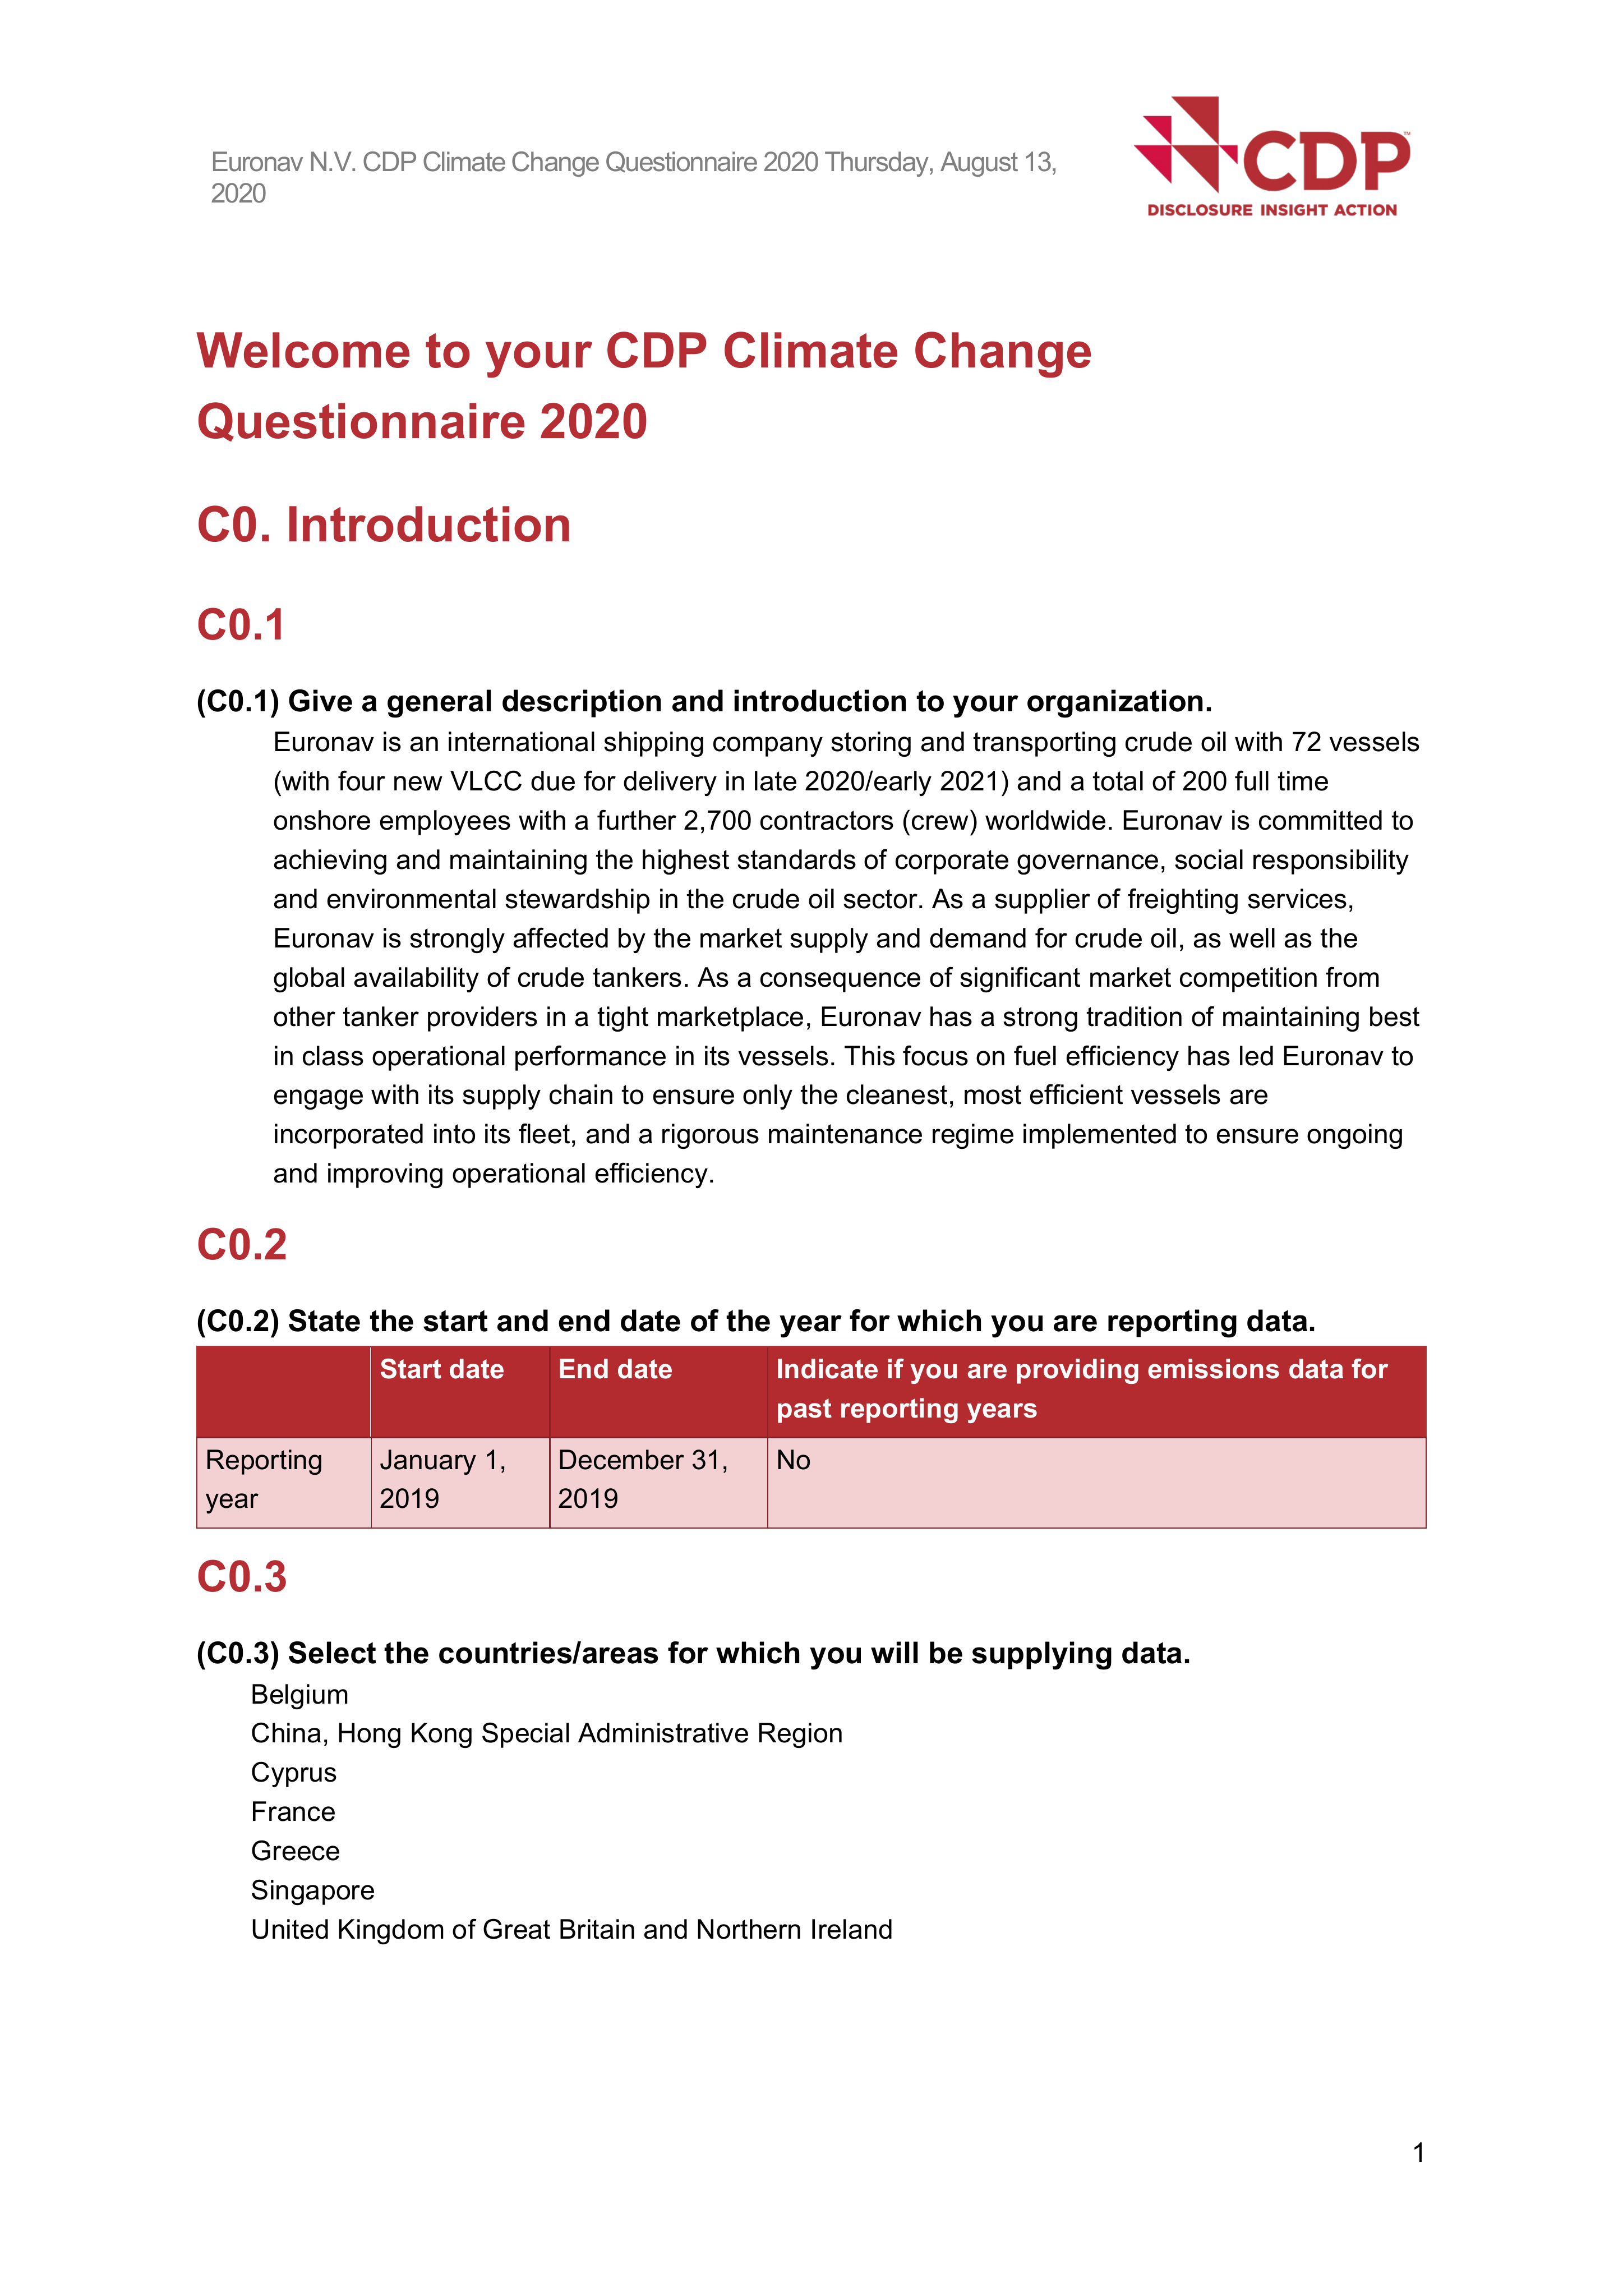 Euronav N.V. CDP Climate Change Questionnaire 2020 Thursday, August 13,
2020
CDP™
DISCLOSURE INSIGHT ACTION
Welcome to your CDP Climate Change
Questionnaire 2020
C0. Introduction
C0.1
(C0.1) Give a general description and introduction to your organization.
Euronav is an international shipping company storing and transporting crude oil with 72 vessels
(with four new VLCC due for delivery in late 2020/early 2021) and a total of 200 full time
onshore employees with a further 2,700 contractors (crew) worldwide. Euronav is committed to
achieving and maintaining the highest standards of corporate governance, social responsibility
and environmental stewardship in the crude oil sector. As a supplier of freighting services,
Euronav is strongly affected by the market supply and demand for crude oil, as well as the
global availability of crude tankers. As a consequence of significant market competition from
other tanker providers in a tight marketplace, Euronav has a strong tradition of maintaining best
in class operational performance in its vessels. This focus on fuel efficiency has led Euronav to
engage with its supply chain to ensure only the cleanest, most efficient vessels are
incorporated into its fleet, and a rigorous maintenance regime implemented to ensure ongoing
and improving operational efficiency.
C0.2
(C0.2) State the start and end date of the year for which you are reporting data.
Start date End date Indicate if you are providing emissions data for
past reporting years
Reporting January 1, December 31, No
year 2019 2019
C0.3
(C0.3) Select the countries/areas for which you will be supplying data.
Belgium
China, Hong Kong Special Administrative Region
Cyprus
France
Greece
Singapore
United Kingdom of Great Britain and Northern Ireland
1